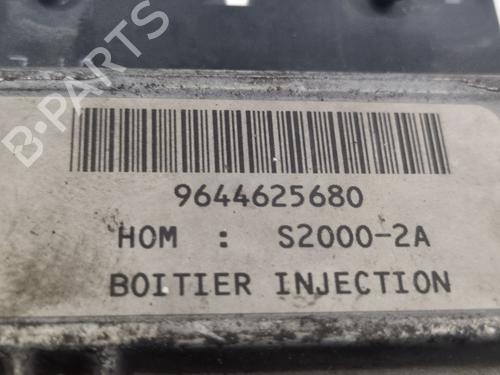 B-PARTS
9644625680
HOM : S2000-2A
BOITIER INJECTION